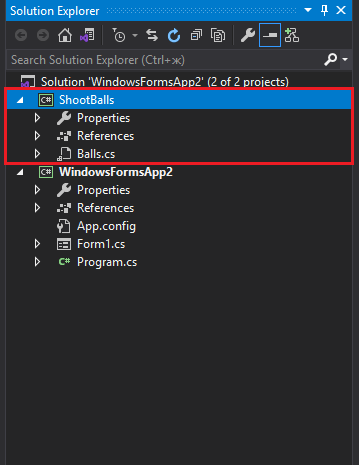 Solution Explorer
Search Solution Explorer (Ctrl+ж)
Solution 'WindowsFormsApp2' (2 of 2 projects)
C# ShootBalls
Properties
References
Balls.cs
C# WindowsFormsApp2
Properties
References
App.config
Form1.cs
C# Program.cs